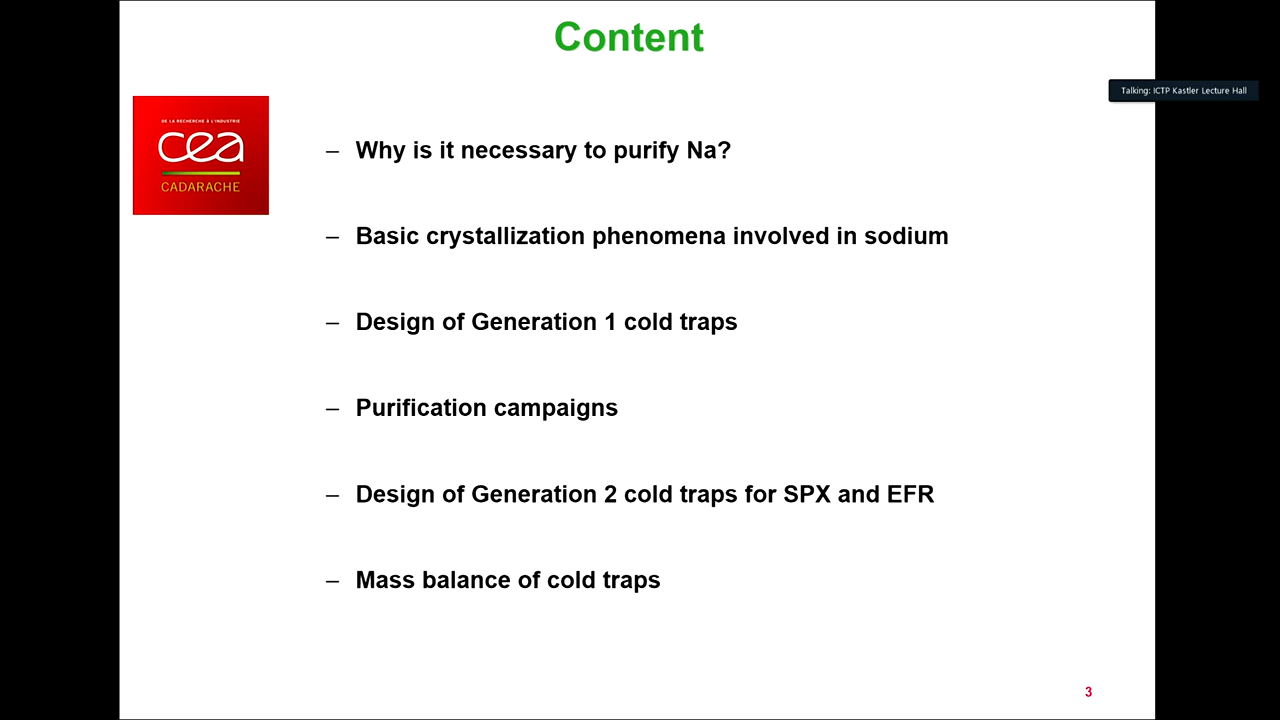 Content
Talking: ICTP Kastler Lecture Hall
DE LA RECHERCHE À L'INDUSTRIE
cea
CADARACHE
– Why is it necessary to purify Na?
– Basic crystallization phenomena involved in sodium
– Design of Generation 1 cold traps
– Purification campaigns
– Design of Generation 2 cold traps for SPX and EFR
– Mass balance of cold traps
3